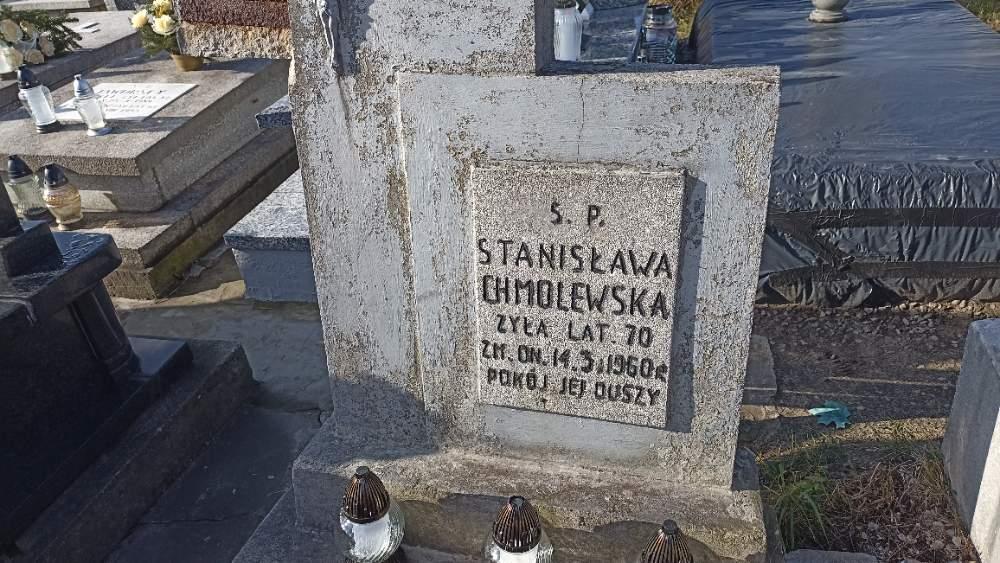 Ś. P.
STANISŁAWA
CHMOLEWSKA
ŻYŁA LAT. 70
ZM. DN. 14.3.1960 r
POKÓJ JEJ DUSZY